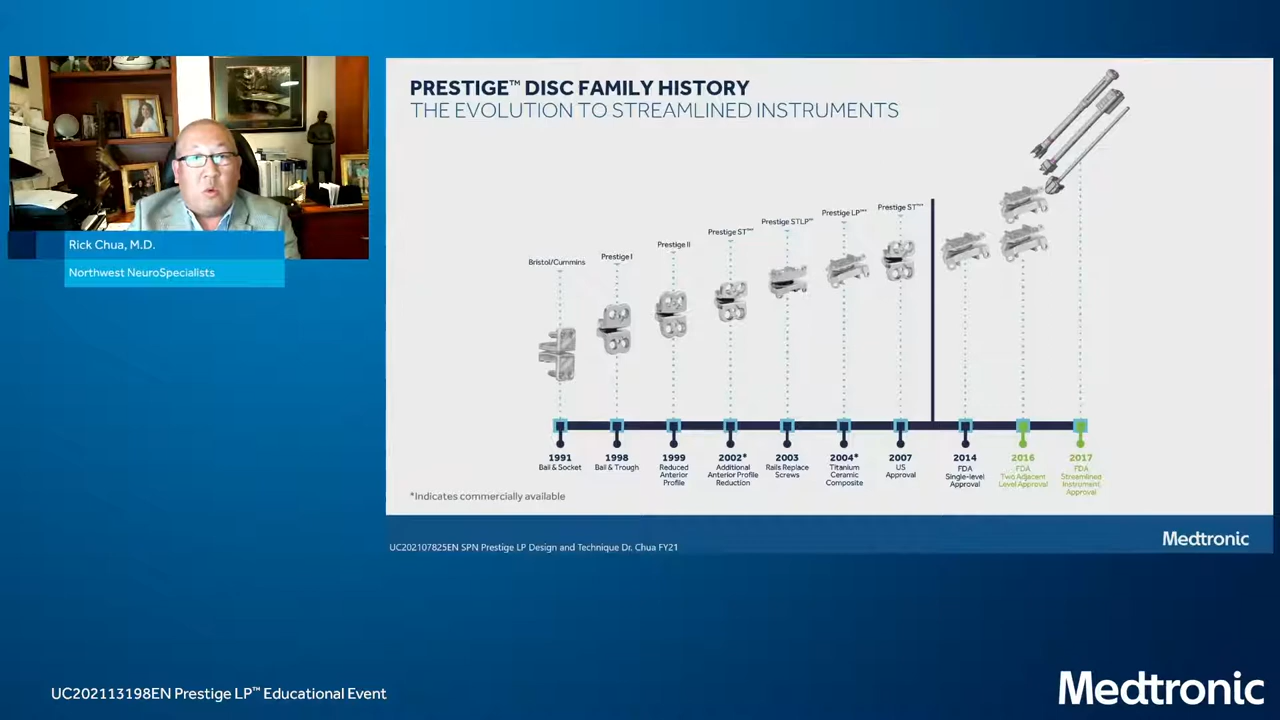 PRESTIGE™ DISC FAMILY HISTORY
THE EVOLUTION TO STREAMLINED INSTRUMENTS
Rick Chua, M.D.
Northwest NeuroSpecialists
Bristol/Cummins
Prestige I
Prestige II
Prestige ST™*
Prestige STLP™
Prestige LP™*
Prestige ST™*
1991
Ball & Socket
1998
Ball & Trough
1999
Reduced
Anterior
Profile
2002*
Additional
Anterior Profile
Reduction
2003
Rails Replace
Screws
2004*
Titanium
Ceramic
Composite
2007
US
Approval
2014
FDA
Single-level
Approval
2016
FDA
Two Adjacent
Level Approval
2017
FDA
Streamlined
Instrument
Approval
*Indicates commercially available
Medtronic
UC202107825EN SPN Prestige LP Design and Technique Dr. Chua FY21
UC202113198EN Prestige LP™ Educational Event
Medtronic